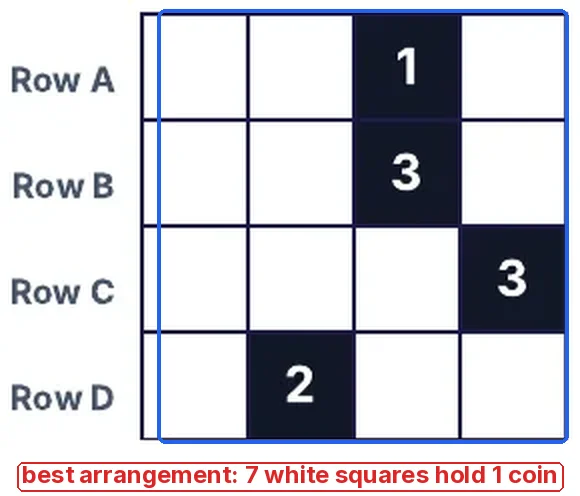 Row A 1
Row B 3
Row C 3
Row D 2
best arrangement: 7 white squares hold 1 coin